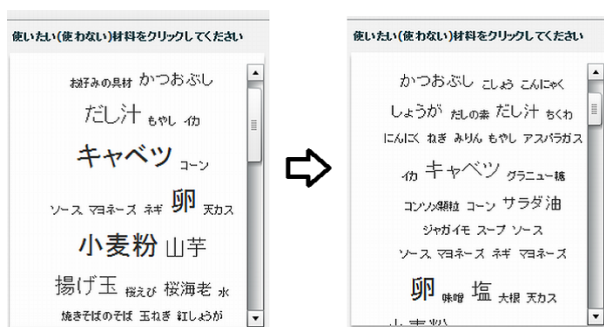 使いたい(使わない)材料をクリックしてください
お好みの具材 かつおぶし
だし汁 もやし イカ
キャベツ コーン
ソース マヨネーズ ネギ 卵 天カス
小麦粉 山芋
揚げ玉 桜えび 桜海老 水
焼きそばのそば 玉ねぎ 紅しょうが
使いたい(使わない)材料をクリックしてください
かつおぶし こしょう こんにゃく
しょうが だしの素 だし汁 ちくわ
にんにく ねぎ みりん もやし アスパラガス
イカ キャベツ グラニュー糖
コンソメ顆粒 コーン サラダ油
ジャガイモ スープ ソース
ソース マヨネーズ ネギ マヨネーズ
卵 味噌 塩 大根 天カス
小麦粉